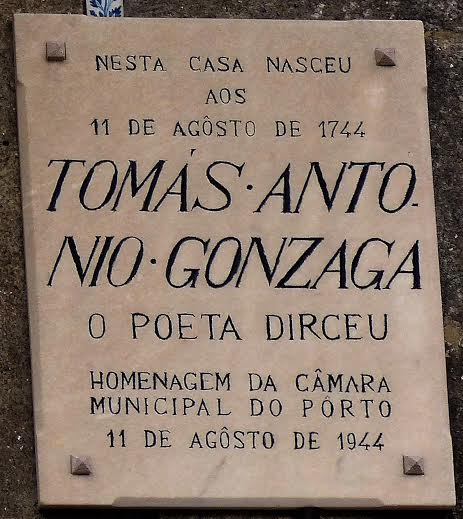 NESTA CASA NASCEU
AOS
11 DE AGÔSTO DE 1744
TOMÁS·ANTO-
NIO·GONZAGA
O POETA DIRCEU
HOMENAGEM DA CÂMARA
MUNICIPAL DO PÔRTO
11 DE AGÔSTO DE 1944